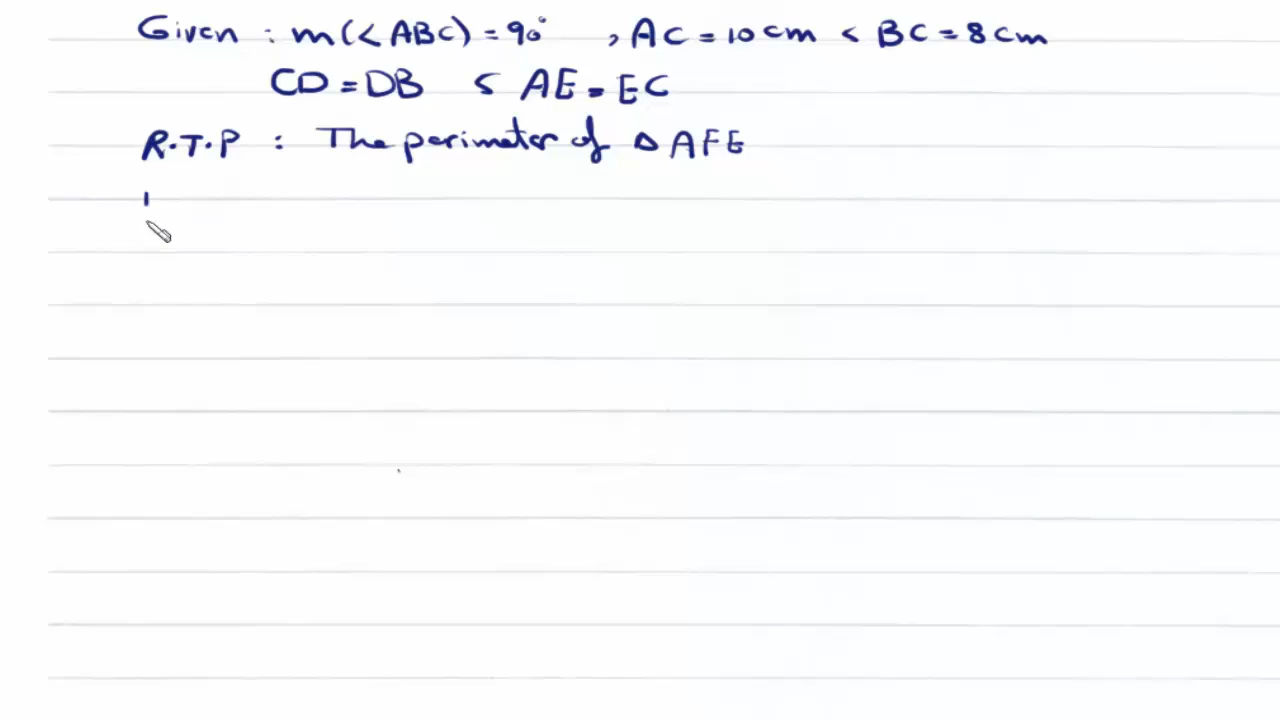 Given : m(< ABC) = 90° , AC = 10 cm < BC = 8 cm
CD = DB < AE = EC
R.T.P : The perimeter of Δ AFE